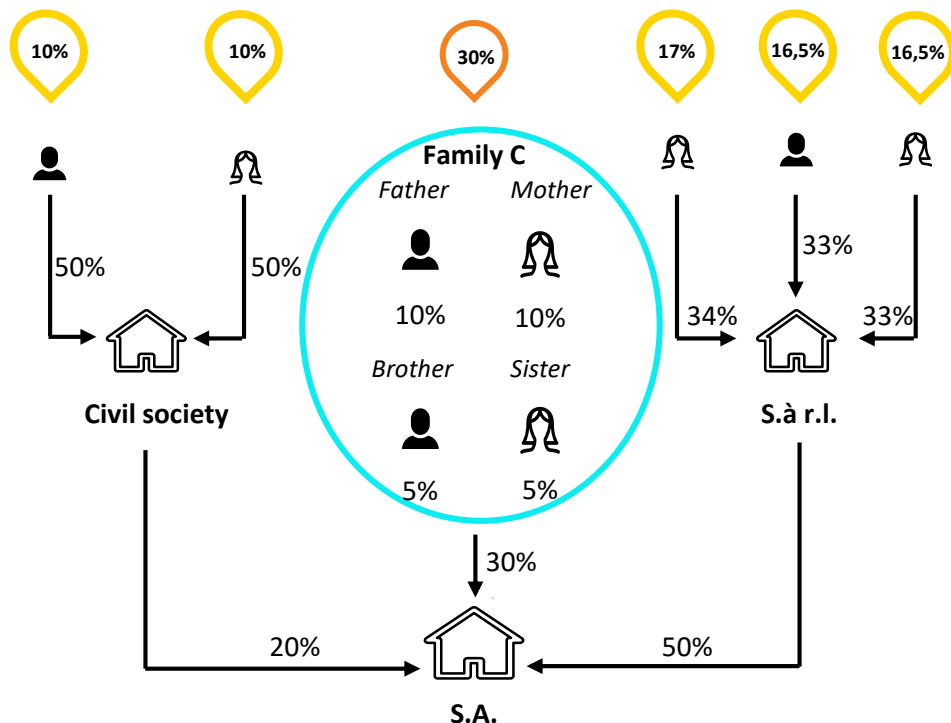 10%
10%
30%
17%
16,5%
16,5%
Family C
Father
Mother
50%
50%
33%
10%
10%
34%
33%
Brother
Sister
Civil society
S.à r.l.
5%
5%
30%
20%
50%
S.A.